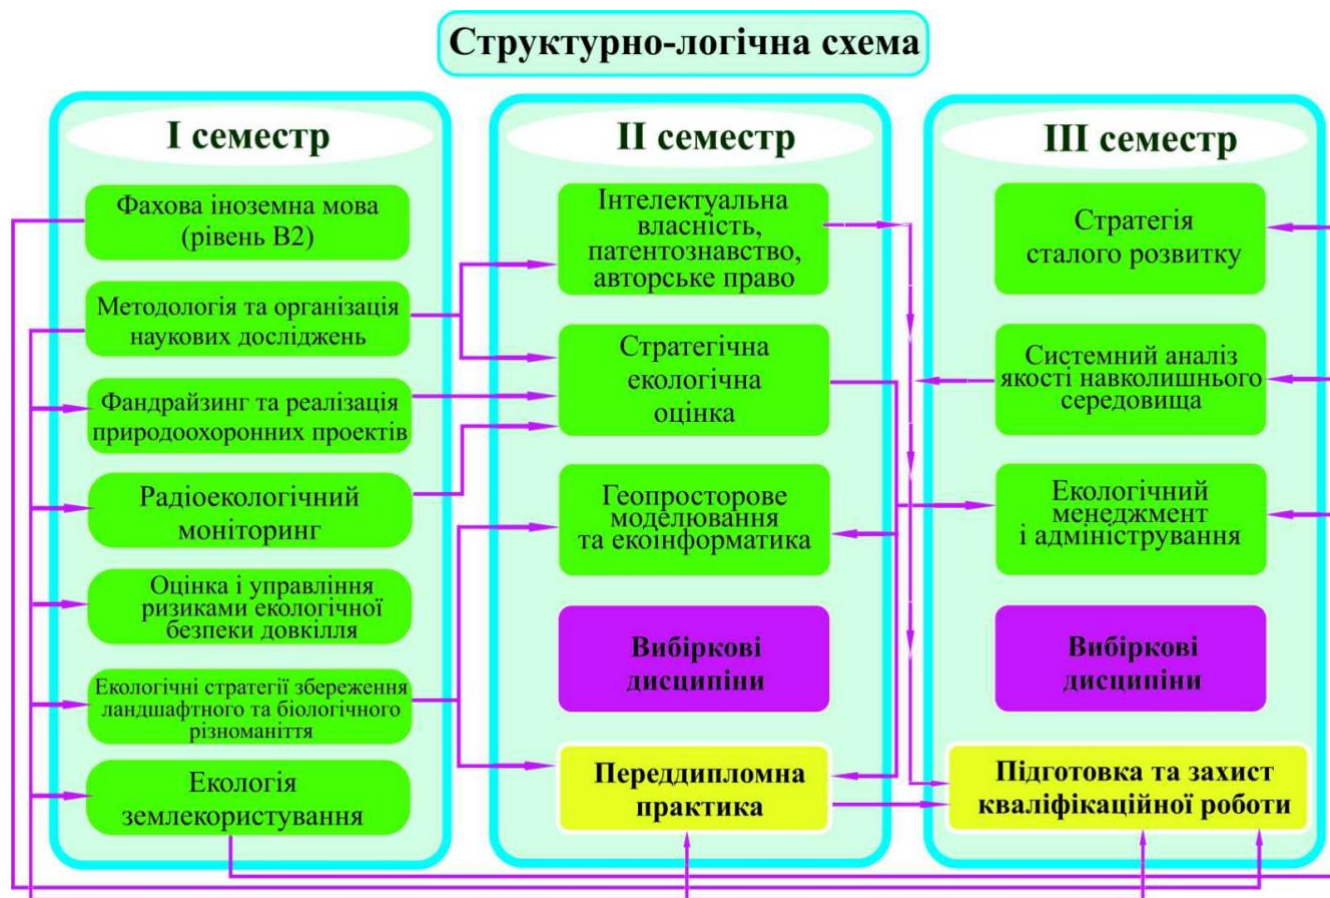 Структурно-логічна схема
І семестр
Фахова іноземна мова
(рівень В2)
Методологія та організація
наукових досліджень
Фандрайзинг та реалізація
природоохоронних проектів
Радіоекологічний
моніторинг
Оцінка і управління
ризиками екологічної
безпеки довкілля
Екологічні стратегії збереження
ландшафтного та біологічного
різноманіття
Екологія
землекористування
ІІ семестр
Інтелектуальна
власність,
патентознавство,
авторське право
Стратегічна
екологічна
оцінка
Геопросторове
моделювання
та екоінформатика
Вибіркові
дисципіни
Переддипломна
практика
ІІІ семестр
Стратегія
сталого розвитку
Системний аналіз
якості навколишнього
середовища
Екологічний
менеджмент
і адміністрування
Вибіркові
дисципіни
Підготовка та захист
кваліфікаційної роботи